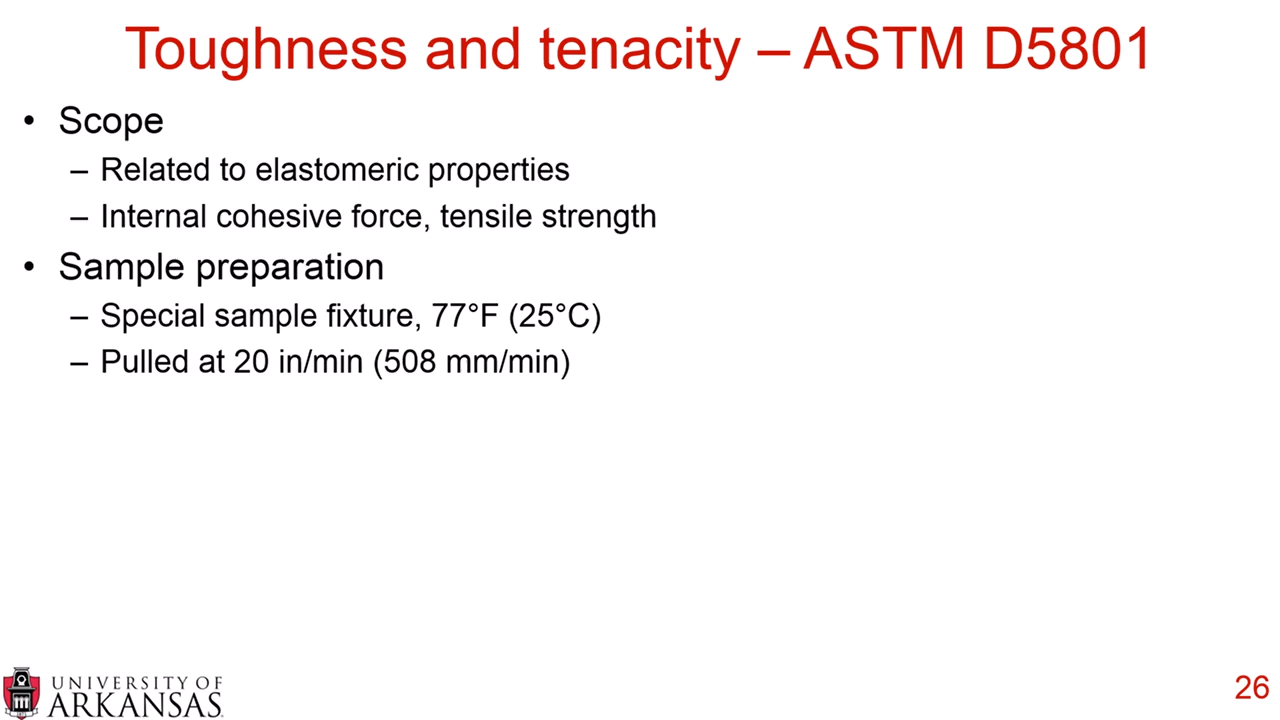 Toughness and tenacity – ASTM D5801
• Scope
– Related to elastomeric properties
– Internal cohesive force, tensile strength
• Sample preparation
– Special sample fixture, 77°F (25°C)
– Pulled at 20 in/min (508 mm/min)
UNIVERSITY OF
ARKANSAS
26